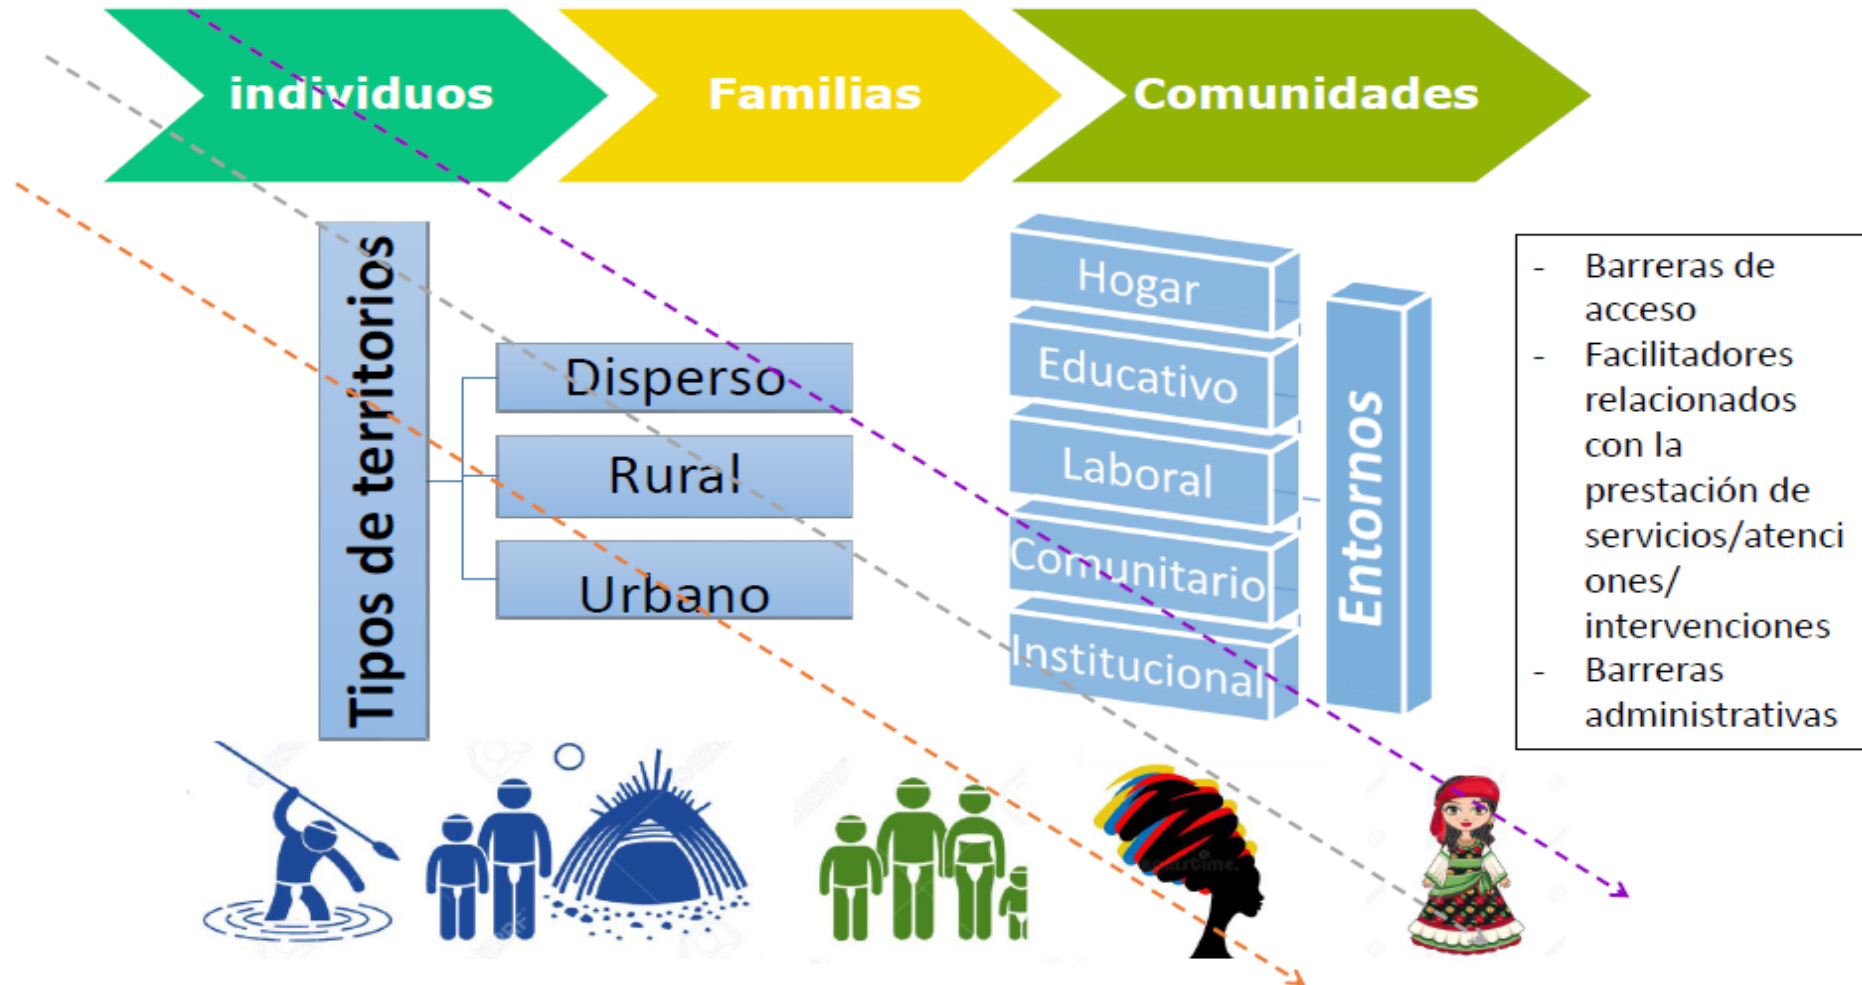 individuos
Familias
Comunidades
Tipos de territorios
Disperso
Rural
Urbano
Hogar
Educativo
Laboral
Comunitario
Institucional
Entornos
- Barreras de
acceso
- Facilitadores
relacionados
con la
prestación de
servicios/atenci
ones/
intervenciones
- Barreras
administrativas